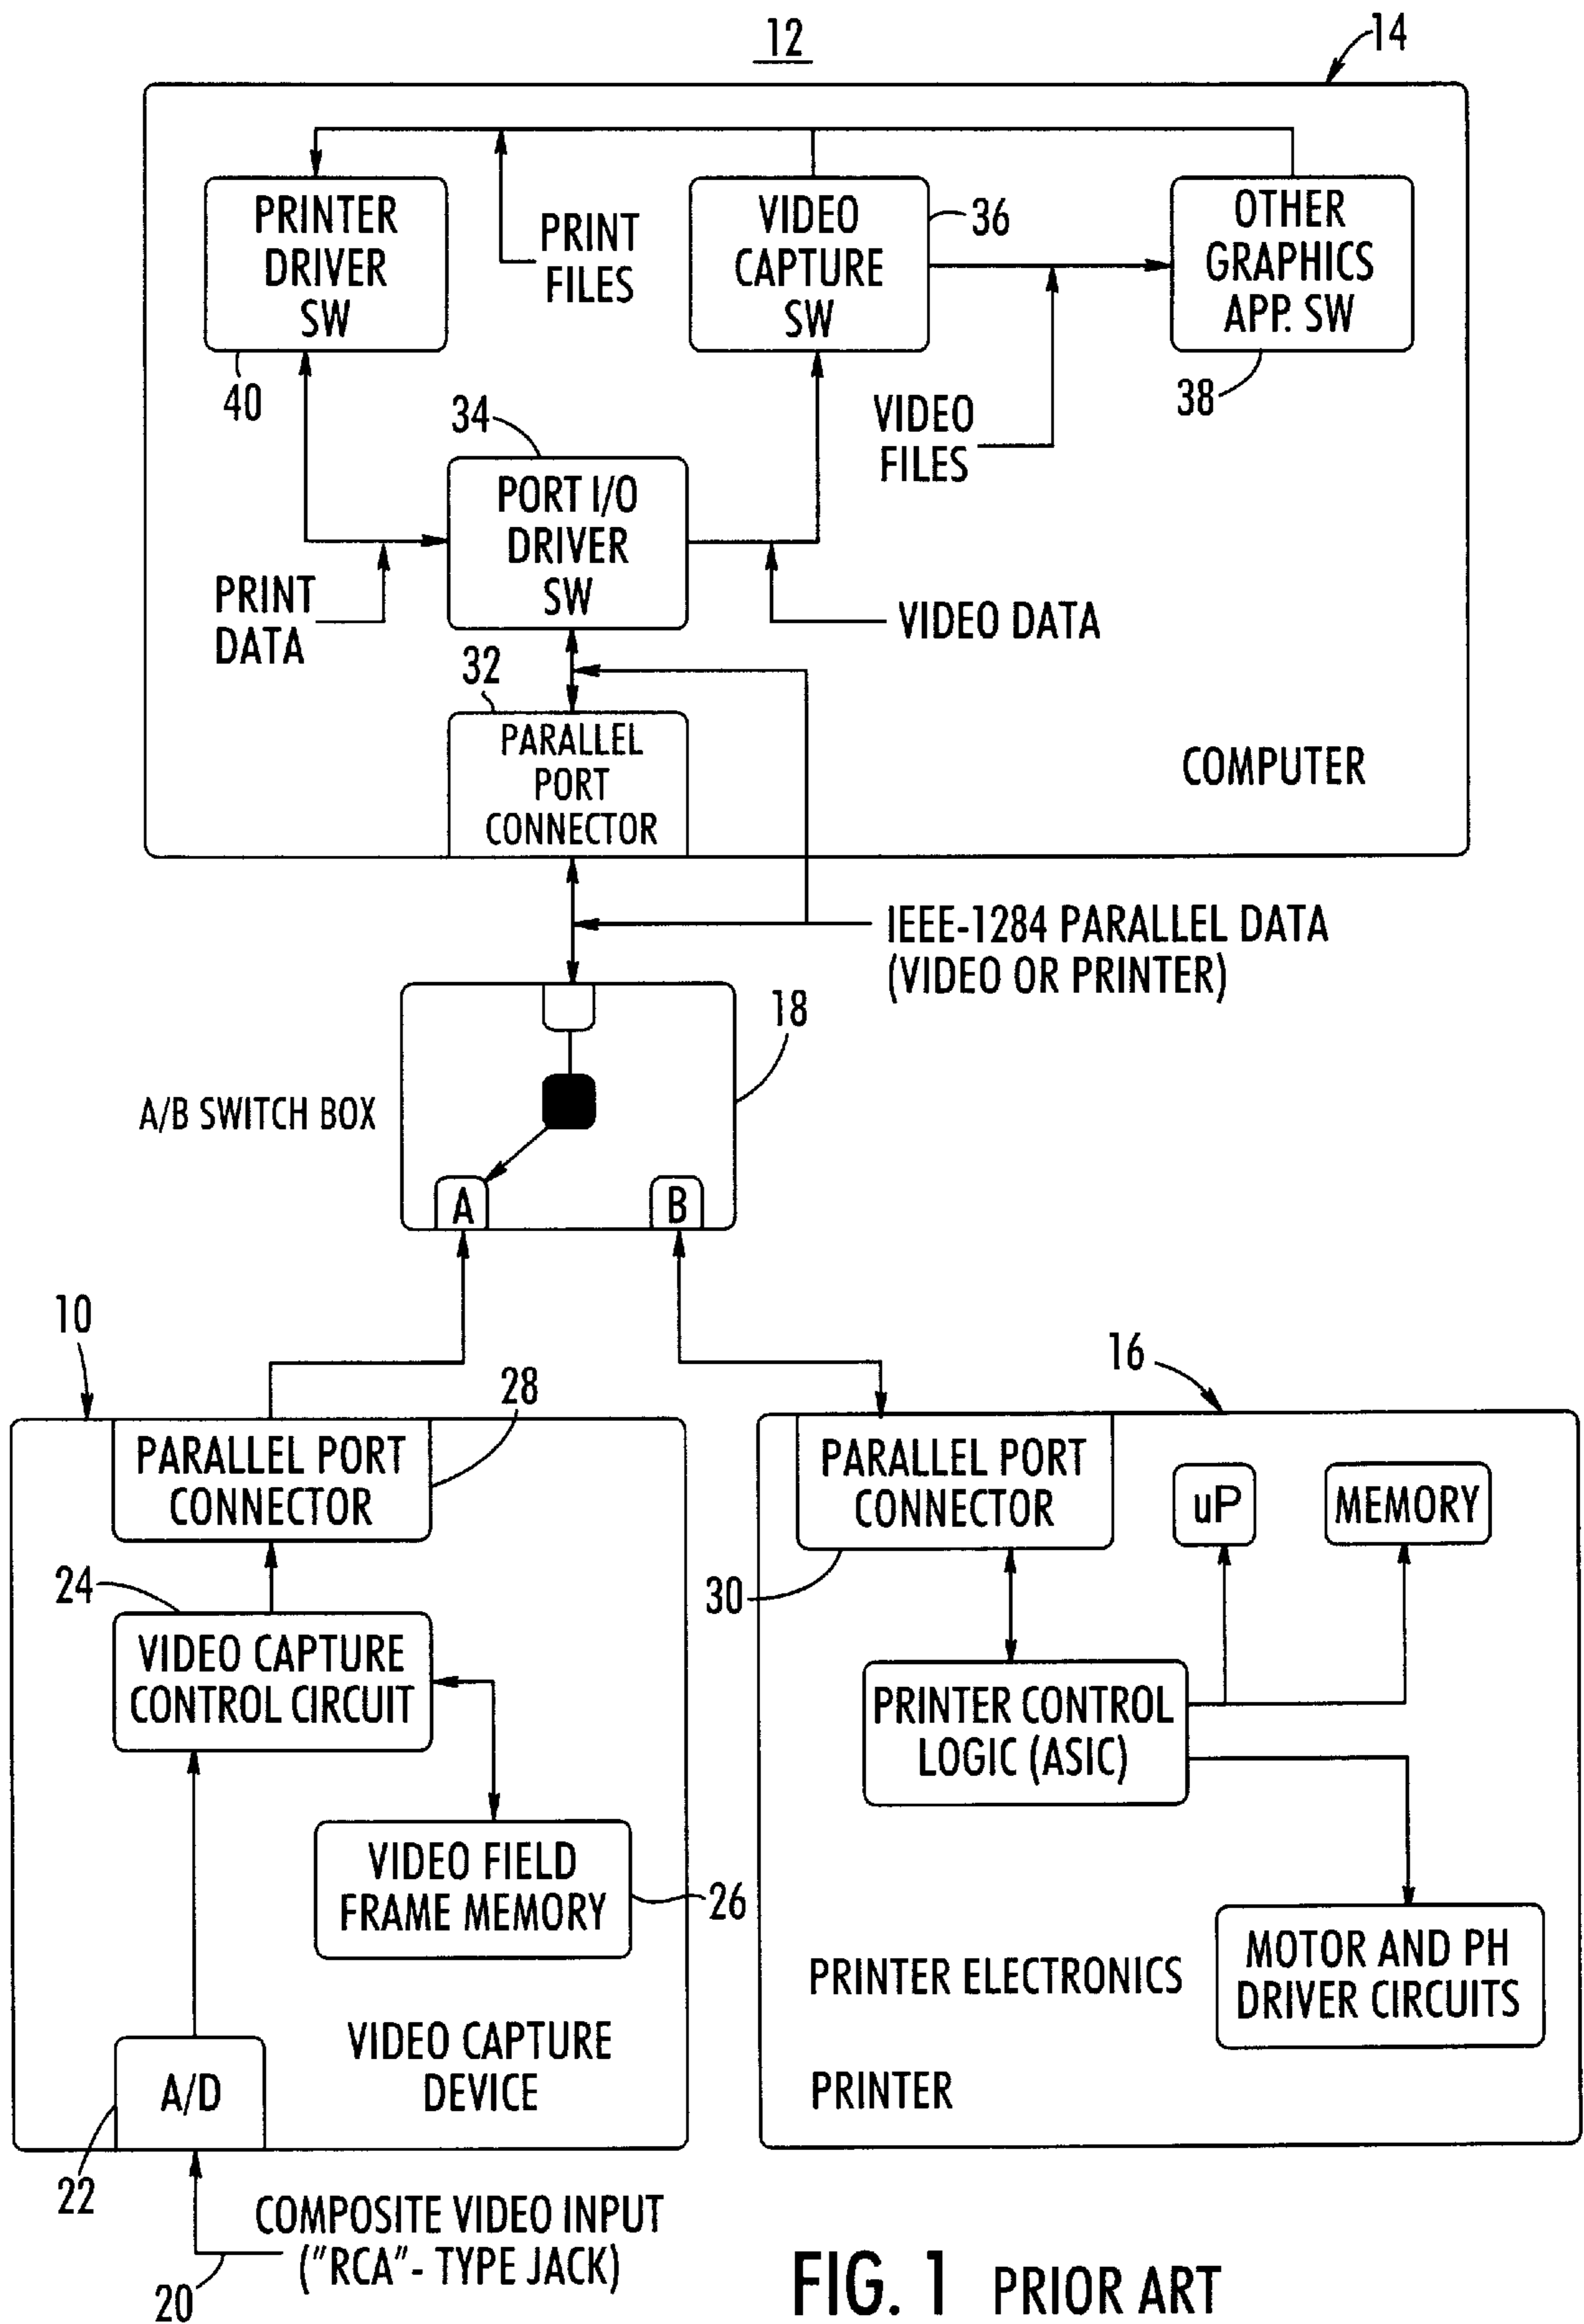 12
14
PRINTER
DRIVER
SW
40
PRINT
FILES
VIDEO
CAPTURE
SW
36
OTHER
GRAPHICS
APP. SW
38
VIDEO
FILES
34
PORT I/O
DRIVER
SW
PRINT
DATA
VIDEO DATA
32
PARALLEL
PORT
CONNECTOR
COMPUTER
IEEE-1284 PARALLEL DATA
(VIDEO OR PRINTER)
18
A/B SWITCH BOX
A
B
10
28
PARALLEL PORT
CONNECTOR
24
VIDEO CAPTURE
CONTROL CIRCUIT
VIDEO FIELD
FRAME MEMORY
26
VIDEO CAPTURE
DEVICE
A/D
22
COMPOSITE VIDEO INPUT
("RCA"- TYPE JACK)
20
16
PARALLEL PORT
CONNECTOR
30
uP
MEMORY
PRINTER CONTROL
LOGIC (ASIC)
PRINTER ELECTRONICS
MOTOR AND PH
DRIVER CIRCUITS
PRINTER
FIG. 1 PRIOR ART